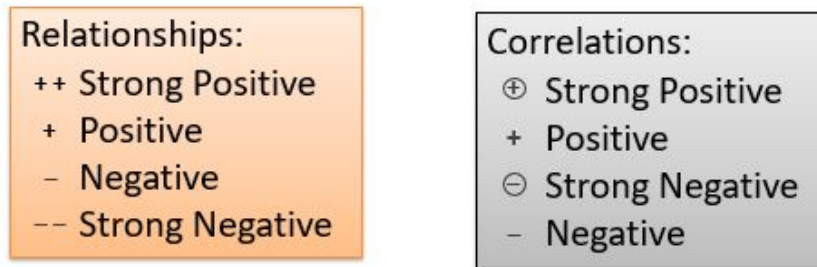 Relationships:
++ Strong Positive
+ Positive
− Negative
−− Strong Negative
Correlations:
⊕ Strong Positive
+ Positive
⊖ Strong Negative
− Negative